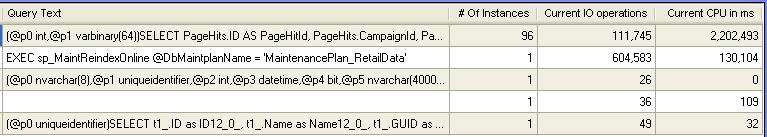 Query Text # Of Instances Current IO operations Current CPU in ms
(@p0 int,@p1 varbinary(64))SELECT PageHits.ID AS PageHitId, PageHits.CampaignId, Pa... 96 111,745 2,202,493
EXEC sp_MaintReindexOnline @DbMaintplanName = 'MaintenancePlan_RetailData' 1 604,583 130,104
(@p0 nvarchar(8),@p1 uniqueidentifier,@p2 int,@p3 datetime,@p4 bit,@p5 nvarchar(4000... 1 26 0
1 36 109
(@p0 uniqueidentifier)SELECT t1_.ID as ID12_0_, t1_.Name as Name12_0_, t1_.GUID as ... 1 49 32